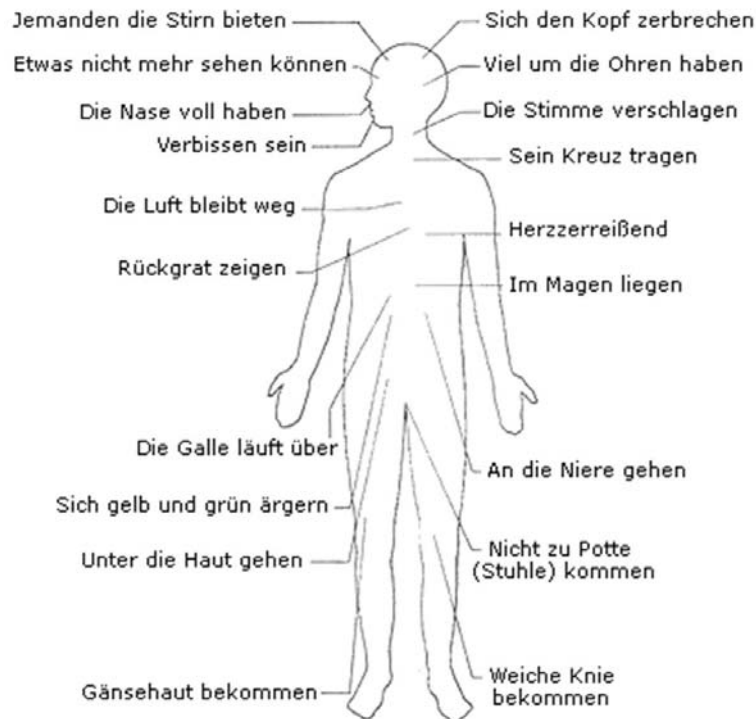 Jemanden die Stirn bieten
Sich den Kopf zerbrechen
Etwas nicht mehr sehen können
Viel um die Ohren haben
Die Nase voll haben
Die Stimme verschlagen
Verbissen sein
Sein Kreuz tragen
Die Luft bleibt weg
Herzzerreißend
Rückgrat zeigen
Im Magen liegen
Die Galle läuft über
An die Niere gehen
Sich gelb und grün ärgern
Unter die Haut gehen
Nicht zu Potte
(Stuhle) kommen
Gänsehaut bekommen
Weiche Knie
bekommen